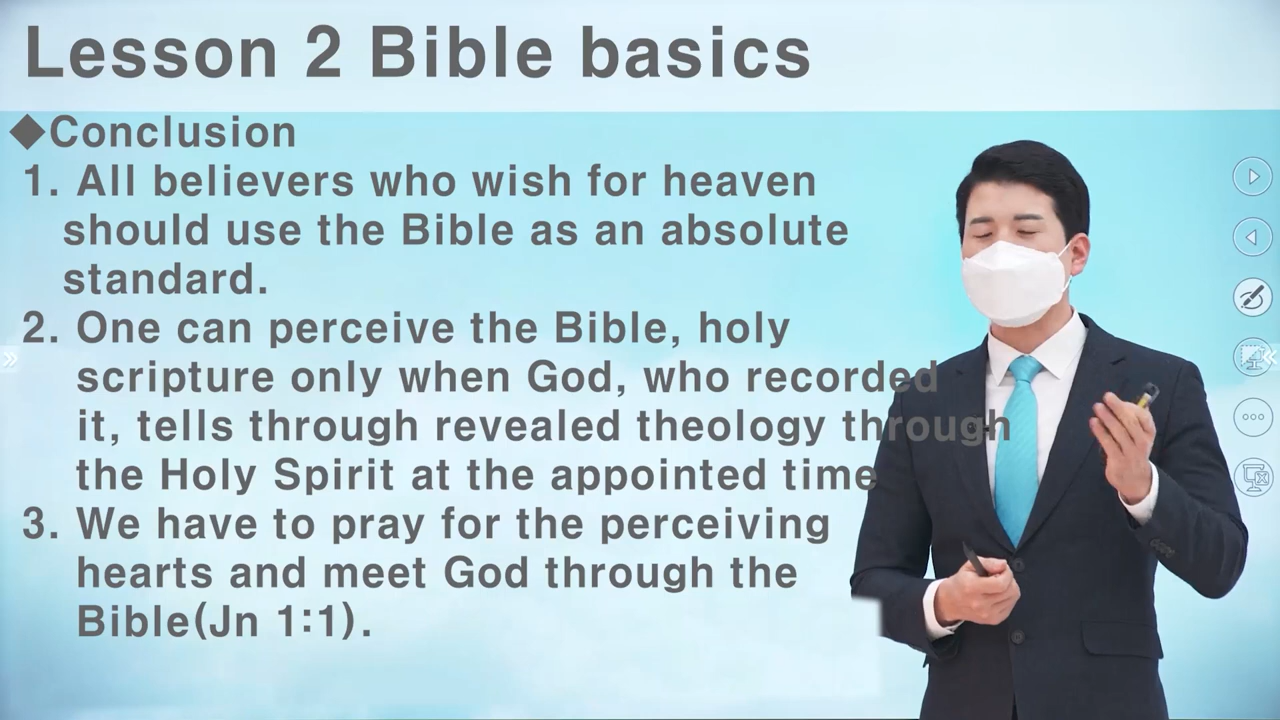 Lesson 2 Bible basics
◆Conclusion
1. All believers who wish for heaven
should use the Bible as an absolute
standard.
2. One can perceive the Bible, holy
scripture only when God, who recorded
it, tells through revealed theology through
the Holy Spirit at the appointed time
3. We have to pray for the perceiving
hearts and meet God through the
Bible(Jn 1:1).